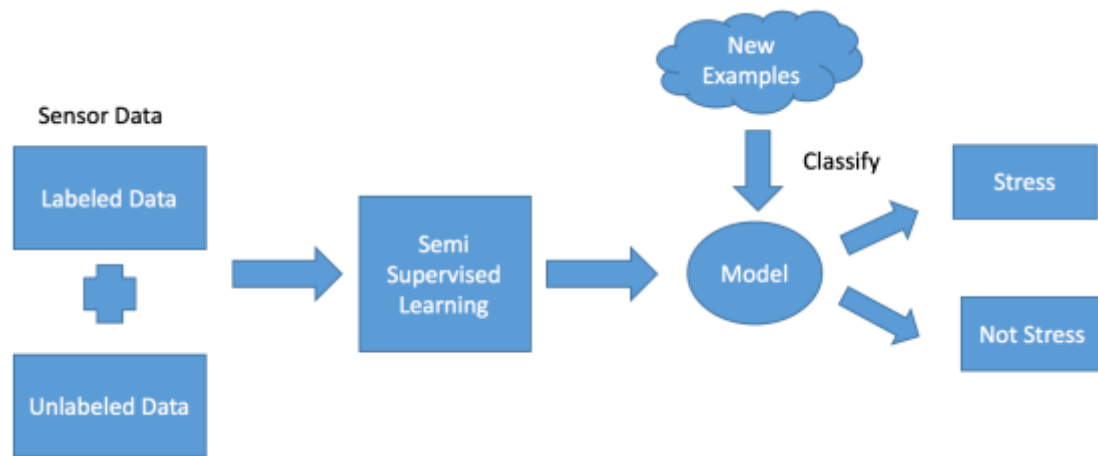 New
Examples
Sensor Data
Labeled Data
Classify
Stress
Semi
Supervised
Learning
Model
Not Stress
Unlabeled Data